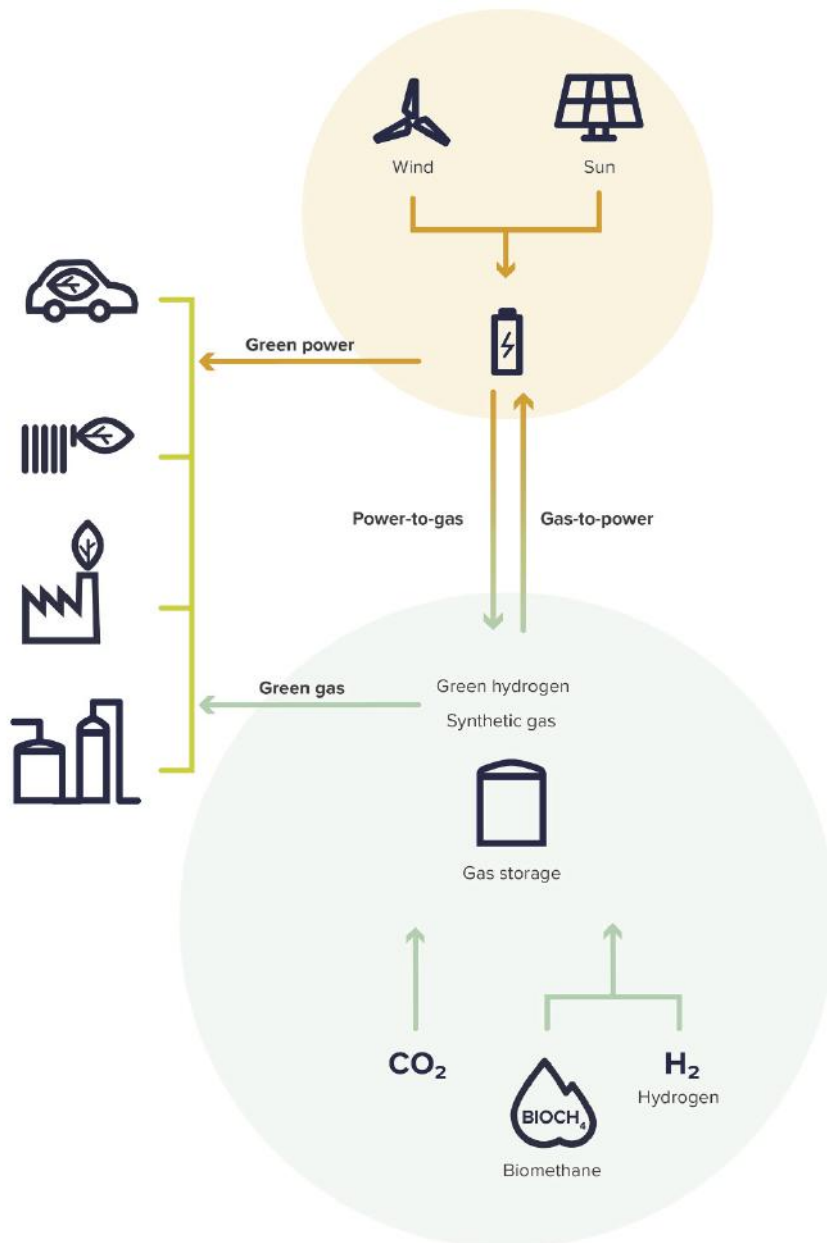 Wind
Sun
Green power
Power-to-gas
Gas-to-power
Green gas
Green hydrogen
Synthetic gas
Gas storage
CO₂
H₂
Hydrogen
BIOCH₄
Biomethane